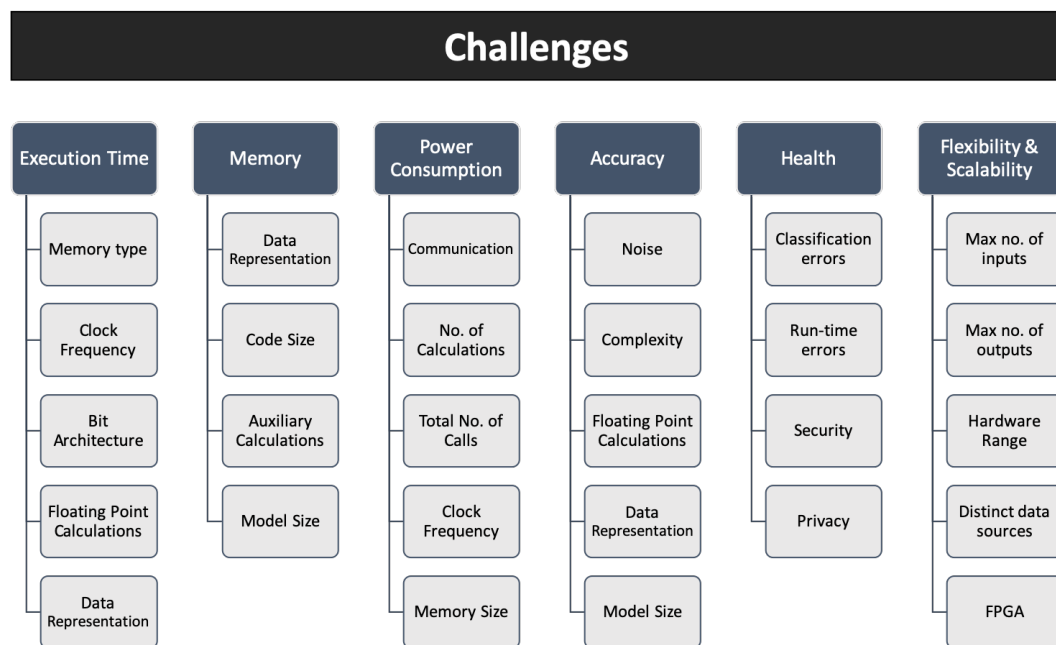 Challenges
Execution Time
Memory type
Clock
Frequency
Bit
Architecture
Floating Point
Calculations
Data
Representation
Memory
Data
Representation
Code Size
Auxiliary
Calculations
Model Size
Power
Consumption
Communication
No. of
Calculations
Total No. of
Calls
Clock
Frequency
Memory Size
Accuracy
Noise
Complexity
Floating Point
Calculations
Data
Representation
Model Size
Health
Classification
errors
Run-time
errors
Security
Privacy
Flexibility &
Scalability
Max no. of
inputs
Max no. of
outputs
Hardware
Range
Distinct data
sources
FPGA